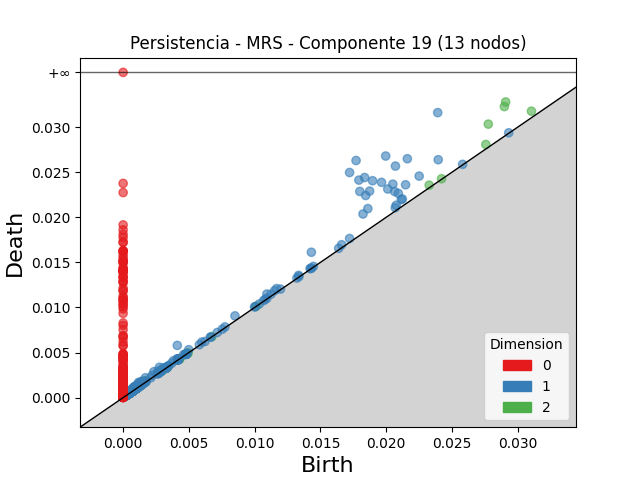 Persistencia - MRS - Componente 19 (13 nodos)
+∞
0.030
0.025
0.020
0.015
0.010
0.005
0.000
Death
0.000 0.005 0.010 0.015 0.020 0.025 0.030
Birth
Dimension
0
1
2